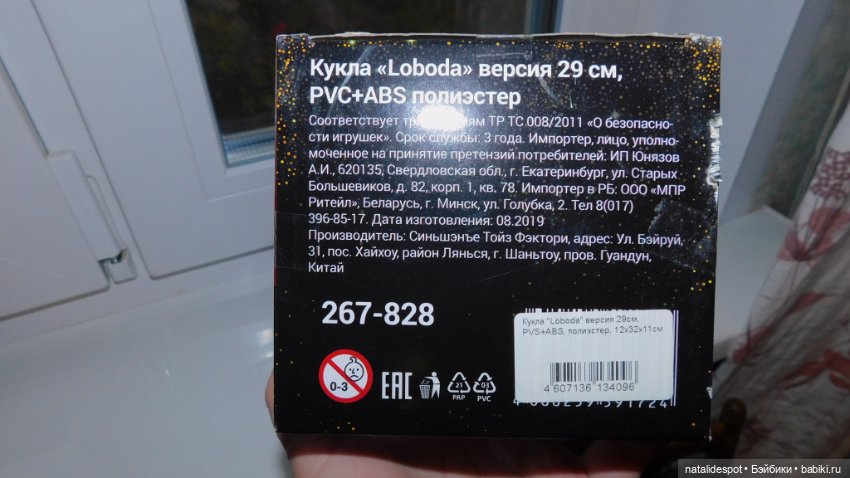 Кукла «Loboda» версия 29 см,
PVC+ABS полиэстер
Соответствует ТР ТС 008/2011 «О безопасно-
сти игрушек». Срок службы: 3 года. Импортер, лицо, уполно-
моченное на принятие претензий потребителей: ИП Юнязов
А.И., 620135, Свердловская обл., г. Екатеринбург, ул. Старых
Большевиков, д. 82, корп. 1, кв. 78. Импортер в РБ: ООО «МПР
Ритейл», Беларусь, г. Минск, ул. Голубка, 2. Тел 8(017)
396-85-17. Дата изготовления: 08.2019
Производитель: Синьшэнъе Тойз Фэктори, адрес: Ул. Бэйруй,
31, пос. Хайхоу, район Лянься, г. Шаньтоу, пров. Гуандун,
Китай
267-828
Кукла "Loboda" версия 29см,
PVS+ABS, полиэстер, 12х32х11см
4 607136 134096
0-3
EAC
21
PAP
03
PVC
natalidespot • Бэйбики • babiki.ru